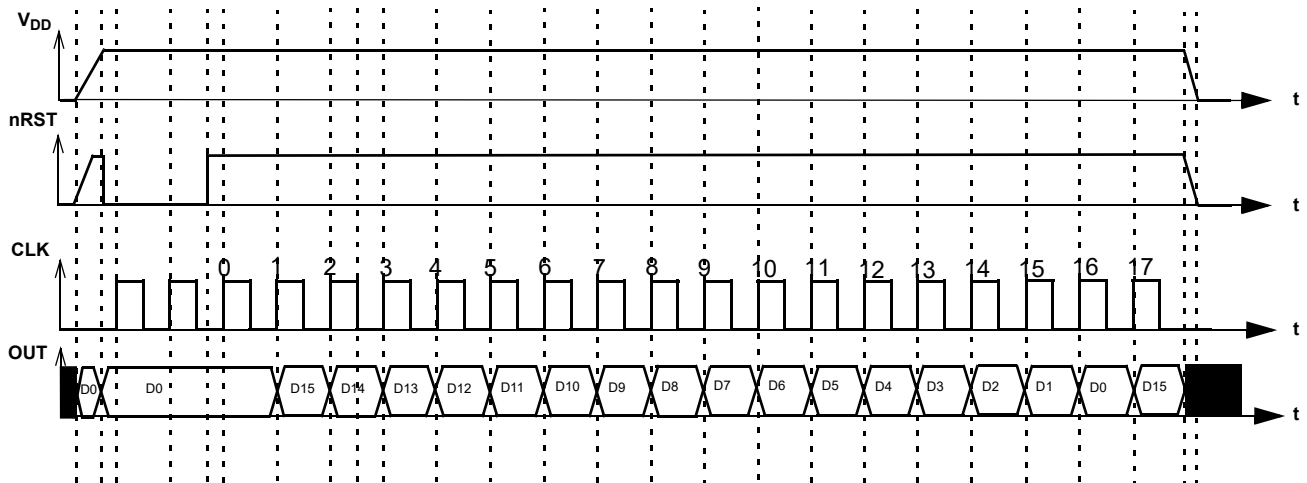 VDD
t
nRST
t
CLK
0 1 2 3 4 5 6 7 8 9 10 11 12 13 14 15 16 17
t
OUT
D0 D0 D15 D14 D13 D12 D11 D10 D9 D8 D7 D6 D5 D4 D3 D2 D1 D0 D15
t